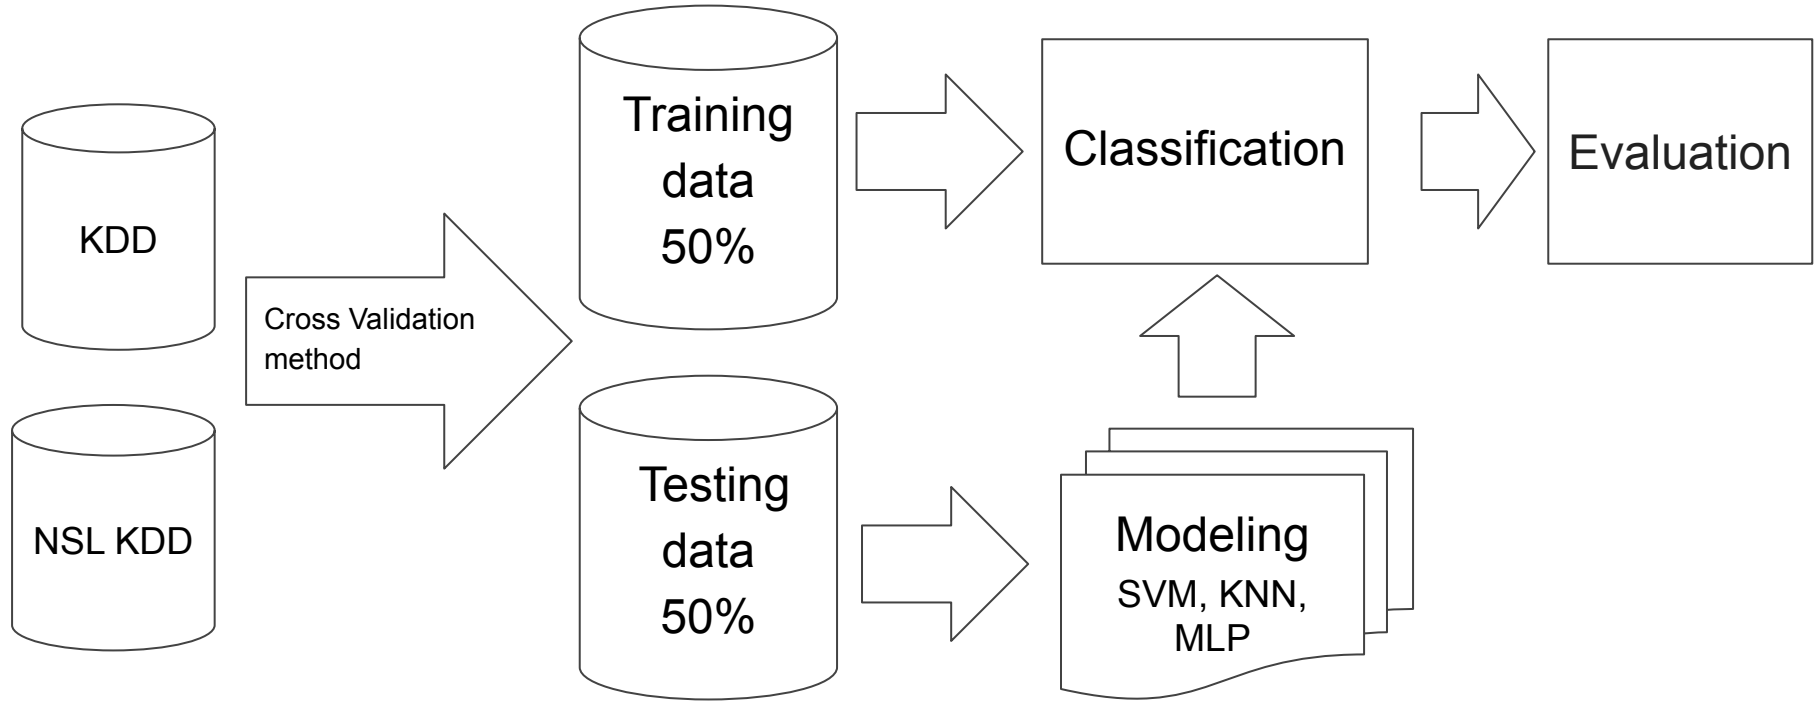 KDD
NSL KDD
Cross Validation
method
Training
data
50%
Testing
data
50%
Classification
Modeling
SVM, KNN,
MLP
Evaluation